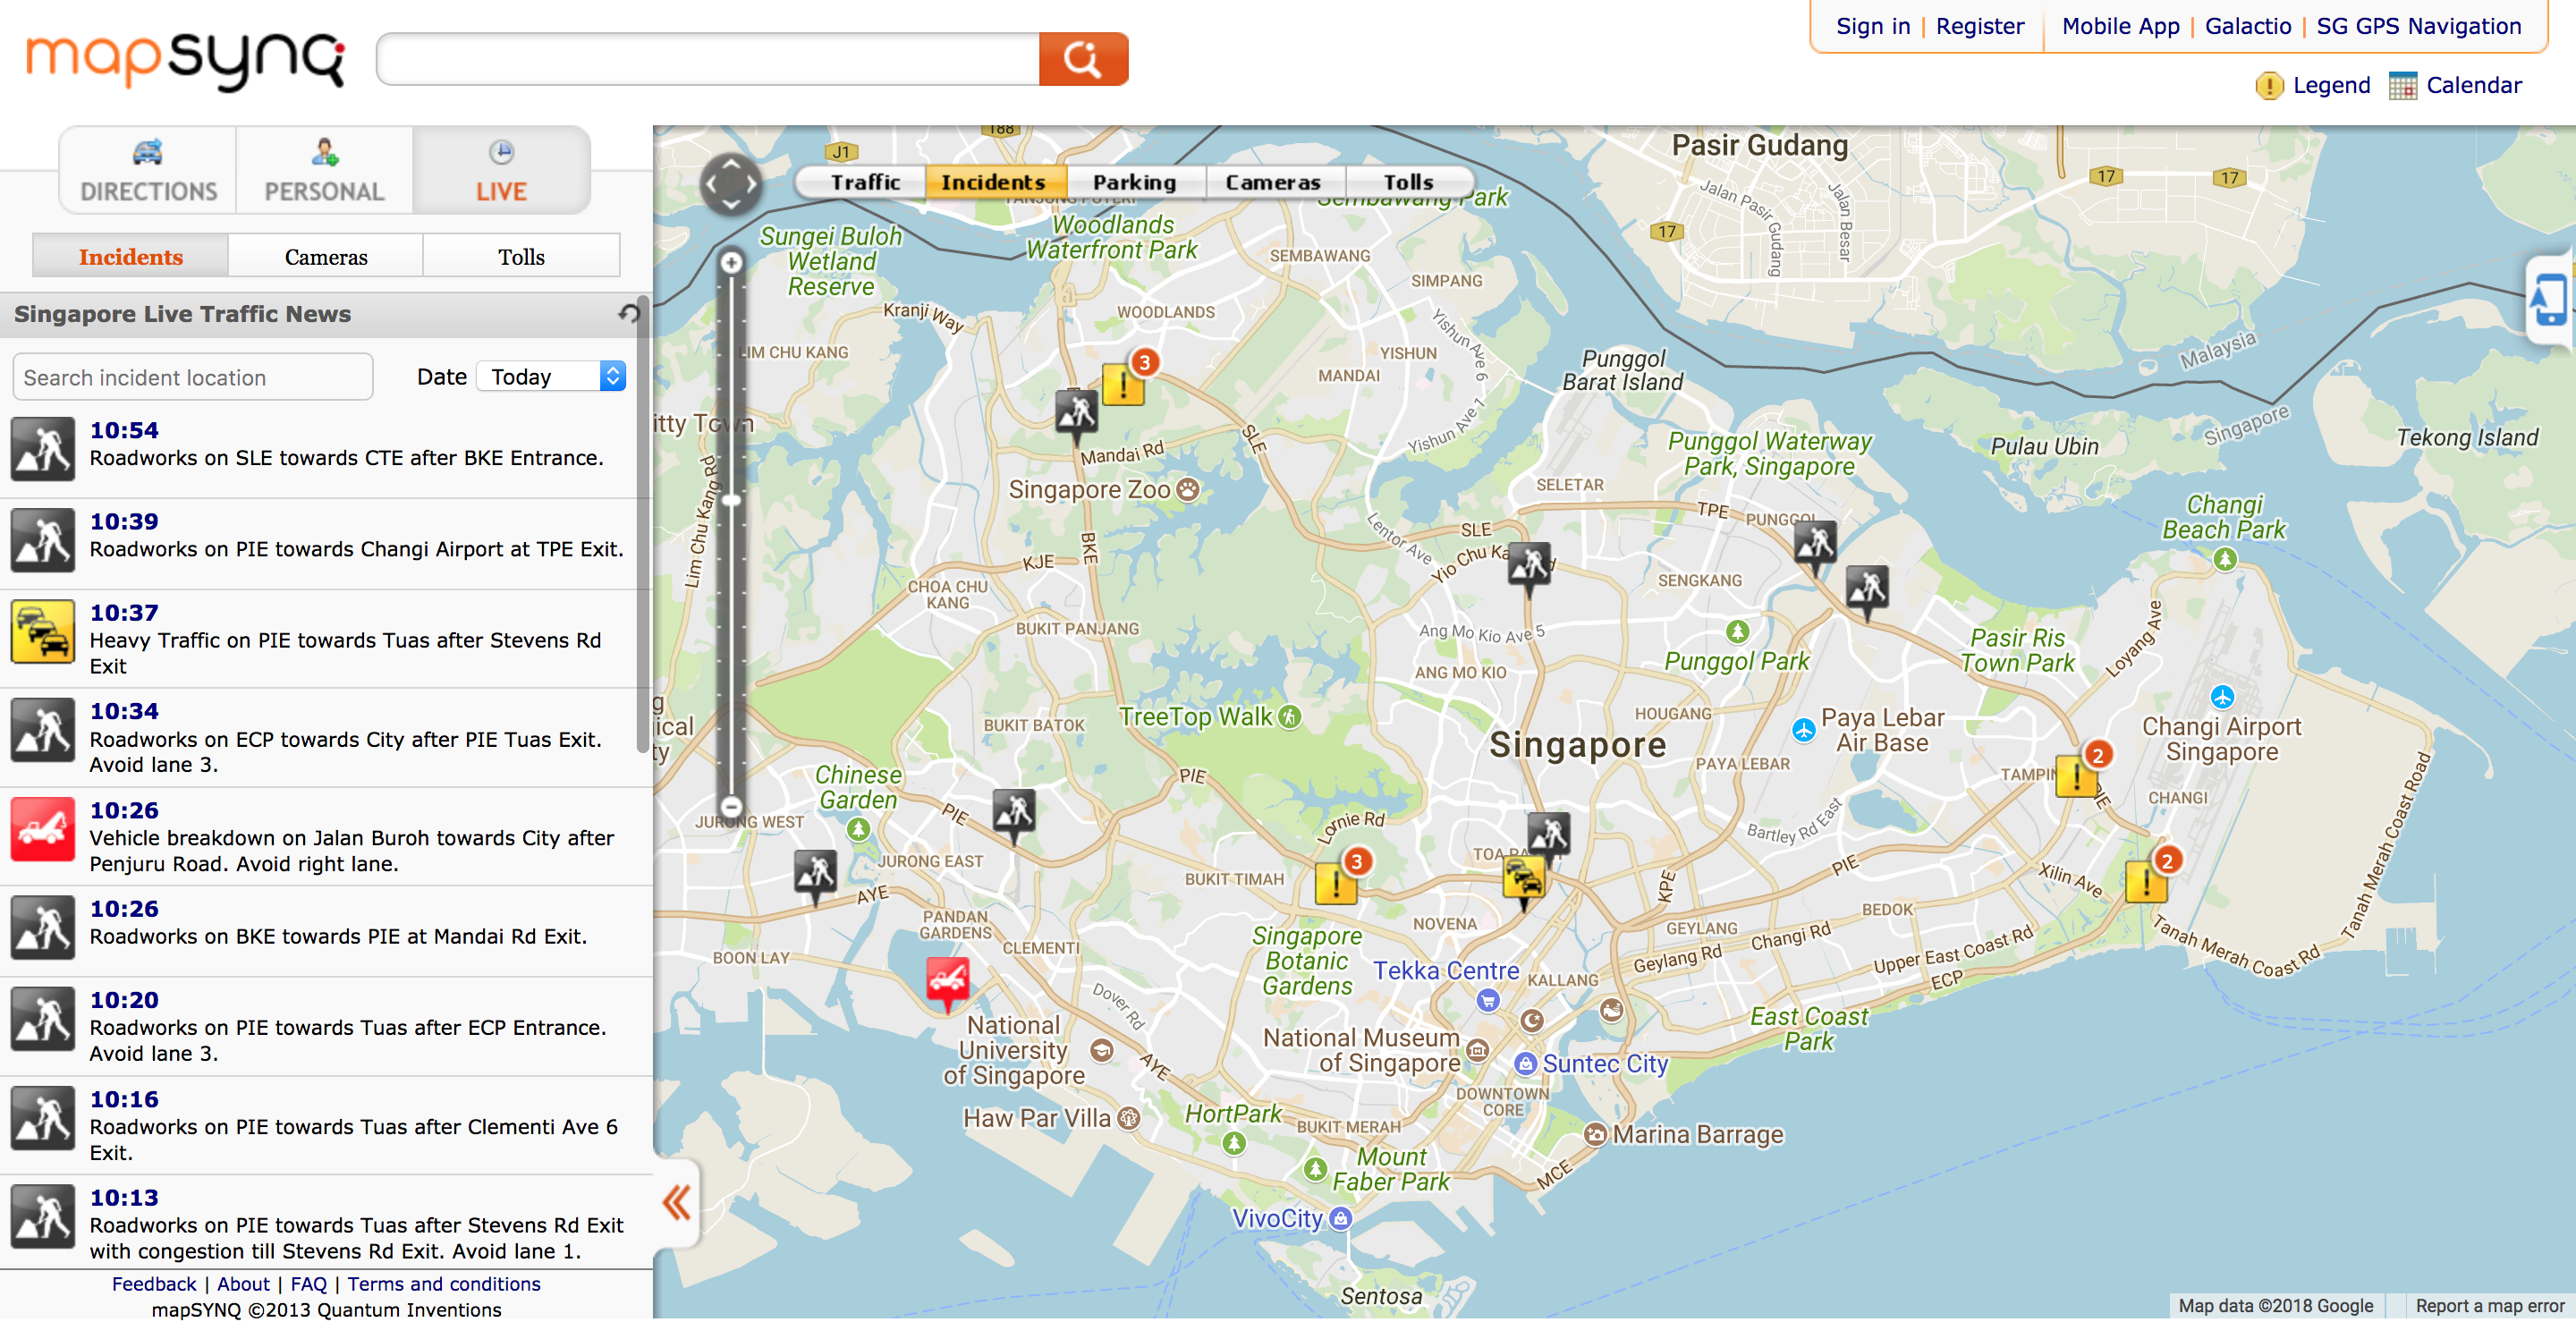 mapsynq
Sign in | Register
Mobile App | Galactio | SG GPS Navigation
Legend
Calendar
DIRECTIONS
PERSONAL
LIVE
Incidents
Cameras
Tolls
Singapore Live Traffic News
Search incident location
Date
Today
10:54
Roadworks on SLE towards CTE after BKE Entrance.
10:39
Roadworks on PIE towards Changi Airport at TPE Exit.
10:37
Heavy Traffic on PIE towards Tuas after Stevens Rd
Exit
10:34
Roadworks on ECP towards City after PIE Tuas Exit.
Avoid lane 3.
10:26
Vehicle breakdown on Jalan Buroh towards City after
Penjuru Road. Avoid right lane.
10:26
Roadworks on BKE towards PIE at Mandai Rd Exit.
10:20
Roadworks on PIE towards Tuas after ECP Entrance.
Avoid lane 3.
10:16
Roadworks on PIE towards Tuas after Clementi Ave 6
Exit.
10:13
Roadworks on PIE towards Tuas after Stevens Rd Exit
with congestion till Stevens Rd Exit. Avoid lane 1.
Feedback | About | FAQ | Terms and conditions
mapSYNQ ©2013 Quantum Inventions
Traffic
Incidents
Parking
Cameras
Tolls
188
J1
Pasir Gudang
Jalan Pasir Gudang
Jalan Besar
17
17
17
Sembawang Park
Woodlands
Waterfront Park
Sungei Buloh
Wetland
Reserve
SEMBAWANG
SIMPANG
Kranji Way
WOODLANDS
LIM CHU KANG
YISHUN
Yishun Ave 6
MANDAI
Yishun Ave 1
3
Punggol
Barat Island
Malaysia
Singapore
Pulau Ubin
Tekong Island
Punggol Waterway
Park, Singapore
Lim Chu Kang Rd
Mandai Rd
SLE
Singapore Zoo
SELETAR
Changi
Beach Park
TPE
PUNGGOL
SLE
Lentor Ave
BKE
KJE
CHOA CHU
KANG
SENGKANG
BUKIT PANJANG
Ang Mo Kio Ave 5
ANG MO KIO
Punggol Park
Pasir Ris
Town Park
Loyang Ave
TreeTop Walk
BUKIT BATOK
HOUGANG
Paya Lebar
Air Base
Changi Airport
Singapore
Singapore
PAYA LEBAR
2
CHANGI
PIE
PIE
Chinese
Garden
PIE
JURONG WEST
JURONG EAST
Lornie Rd
Bartley Rd East
3
BUKIT TIMAH
PIE
2
Xilin Ave
Tanah Merah Coast Road
AYE
KPE
PANDAN
GARDENS
CLEMENTI
NOVENA
GEYLANG
BEDOK
BOON LAY
Singapore
Botanic
Gardens
Changi Rd
Geylang Rd
Upper East Coast Rd
ECP
Tanah Merah Coast Rd
Tekka Centre
KALLANG
Dover Rd
East Coast
Park
National
University
of Singapore
National Museum
of Singapore
Suntec City
AYE
DOWNTOWN
CORE
Haw Par Villa
HortPark
BUKIT MERAH
Marina Barrage
Mount
Faber Park
MCE
VivoCity
Sentosa
Map data ©2018 Google
Report a map error